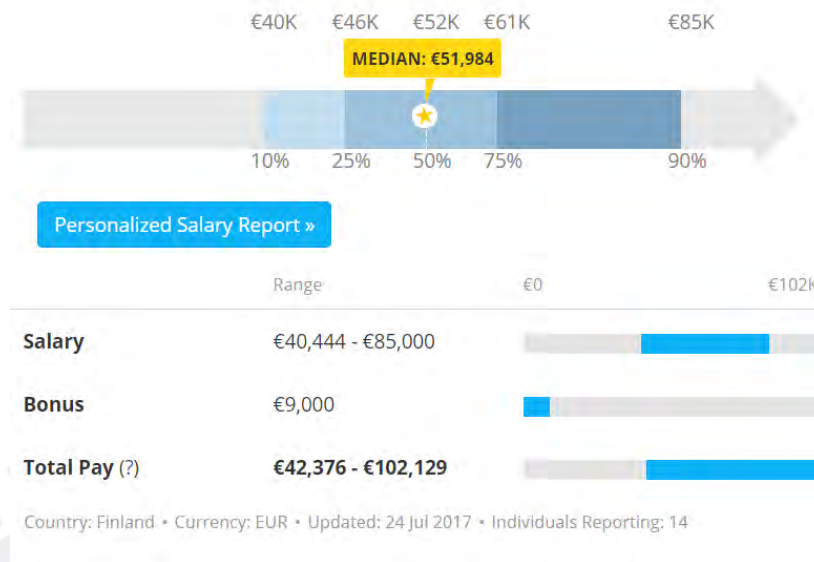 €40K €46K €52K €61K €85K
MEDIAN: €51,984
10% 25% 50% 75% 90%
Personalized Salary Report »
Range €0 €102K
Salary €40,444 - €85,000
Bonus €9,000
Total Pay (?) €42,376 - €102,129
Country: Finland • Currency: EUR • Updated: 24 Jul 2017 • Individuals Reporting: 14